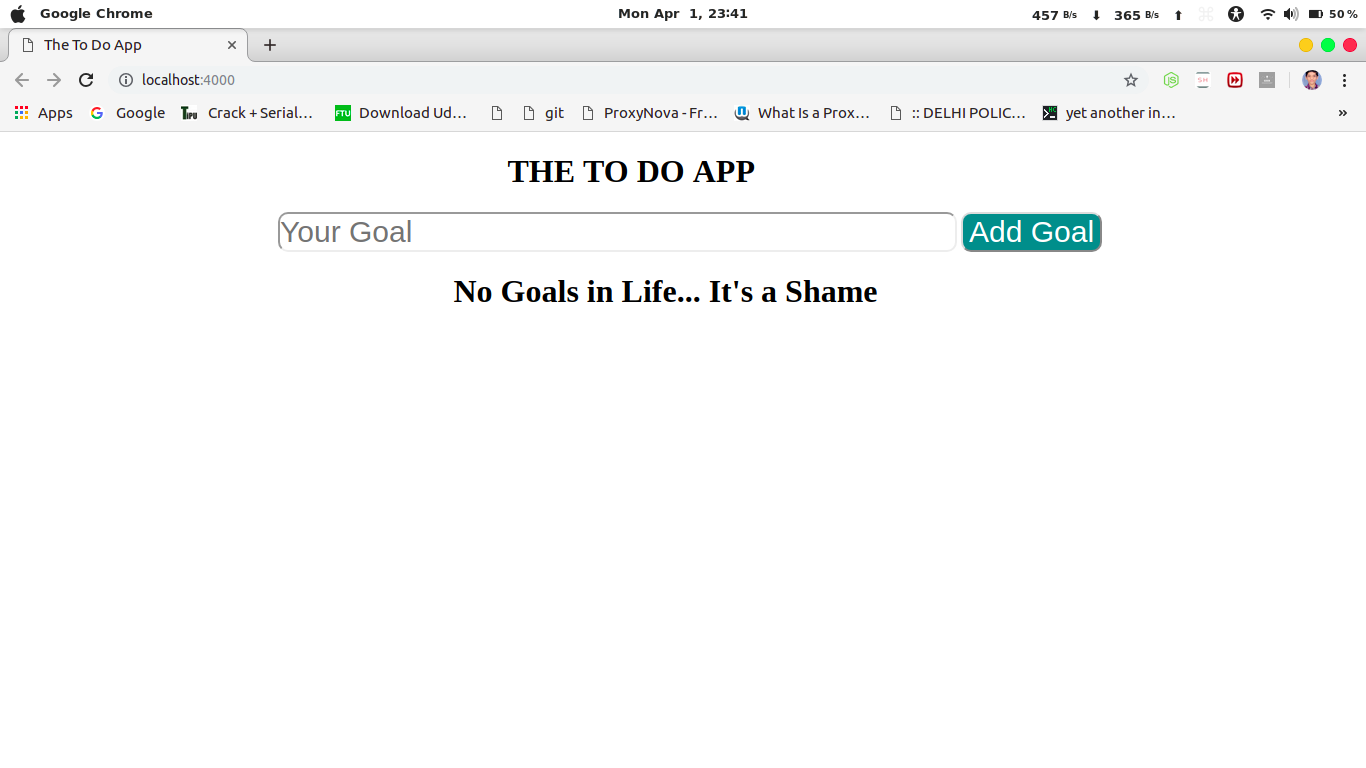 Google Chrome Mon Apr 1, 23:41 457 B/s 365 B/s 50 %
The To Do App
localhost:4000
Apps Google Crack + Serial... Download Ud... git ProxyNova - Fr... What Is a Prox... :: DELHI POLIC... yet another in...
THE TO DO APP
Your Goal Add Goal
No Goals in Life... It's a Shame